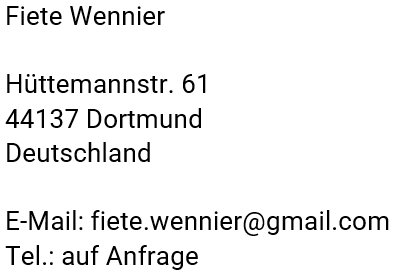 Fiete Wennier
Hüttemannstr. 61
44137 Dortmund
Deutschland
E-Mail: fiete.wennier@gmail.com
Tel.: auf Anfrage